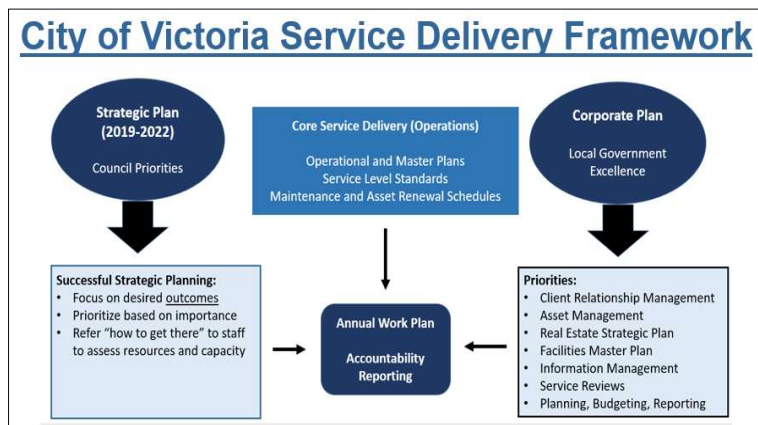 City of Victoria Service Delivery Framework
Strategic Plan
(2019-2022)
Council Priorities
Core Service Delivery (Operations)
Operational and Master Plans
Service Level Standards
Maintenance and Asset Renewal Schedules
Corporate Plan
Local Government
Excellence
Successful Strategic Planning:
• Focus on desired outcomes
• Prioritize based on importance
• Refer “how to get there” to staff
to assess resources and capacity
Annual Work Plan
Accountability
Reporting
Priorities:
• Client Relationship Management
• Asset Management
• Real Estate Strategic Plan
• Facilities Master Plan
• Information Management
• Service Reviews
• Planning, Budgeting, Reporting